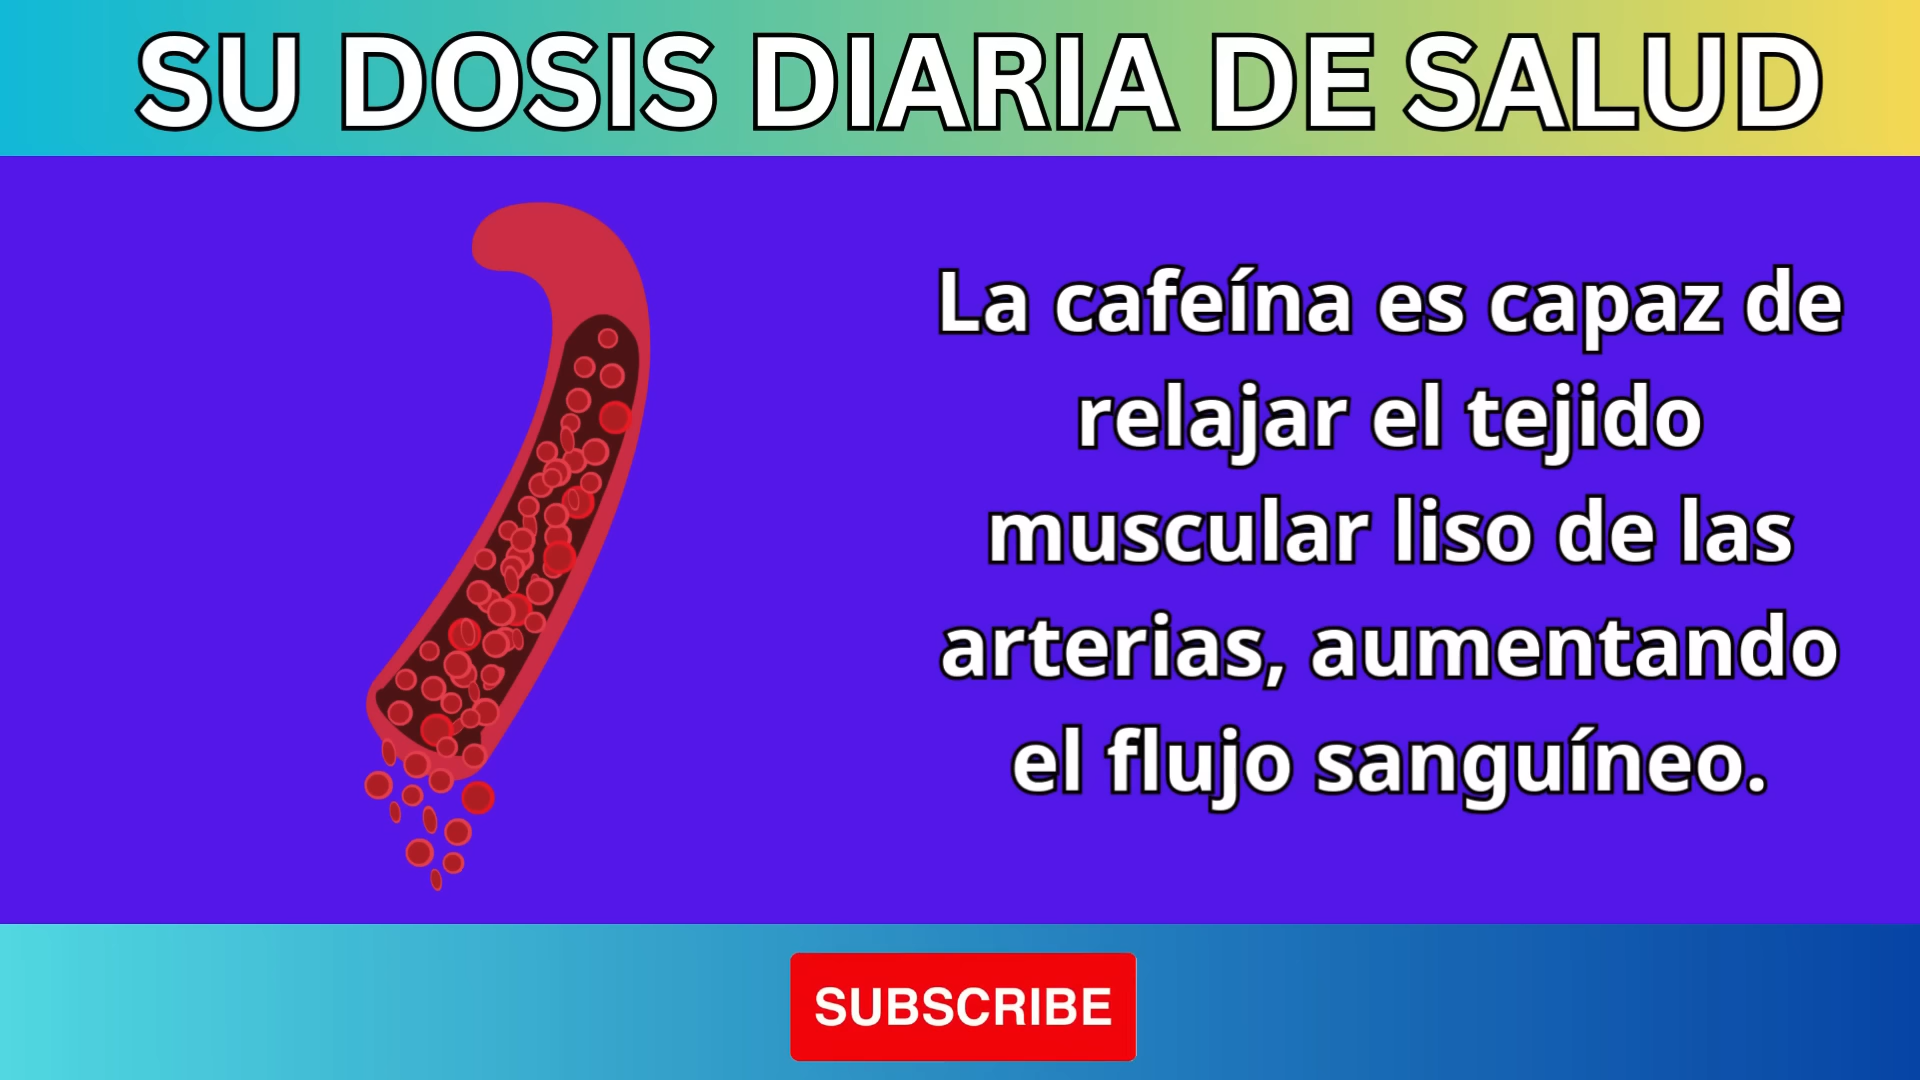 SU DOSIS DIARIA DE SALUD
La cafeína es capaz de
relajar el tejido
muscular liso de las
arterias, aumentando
el flujo sanguíneo.
SUBSCRIBE